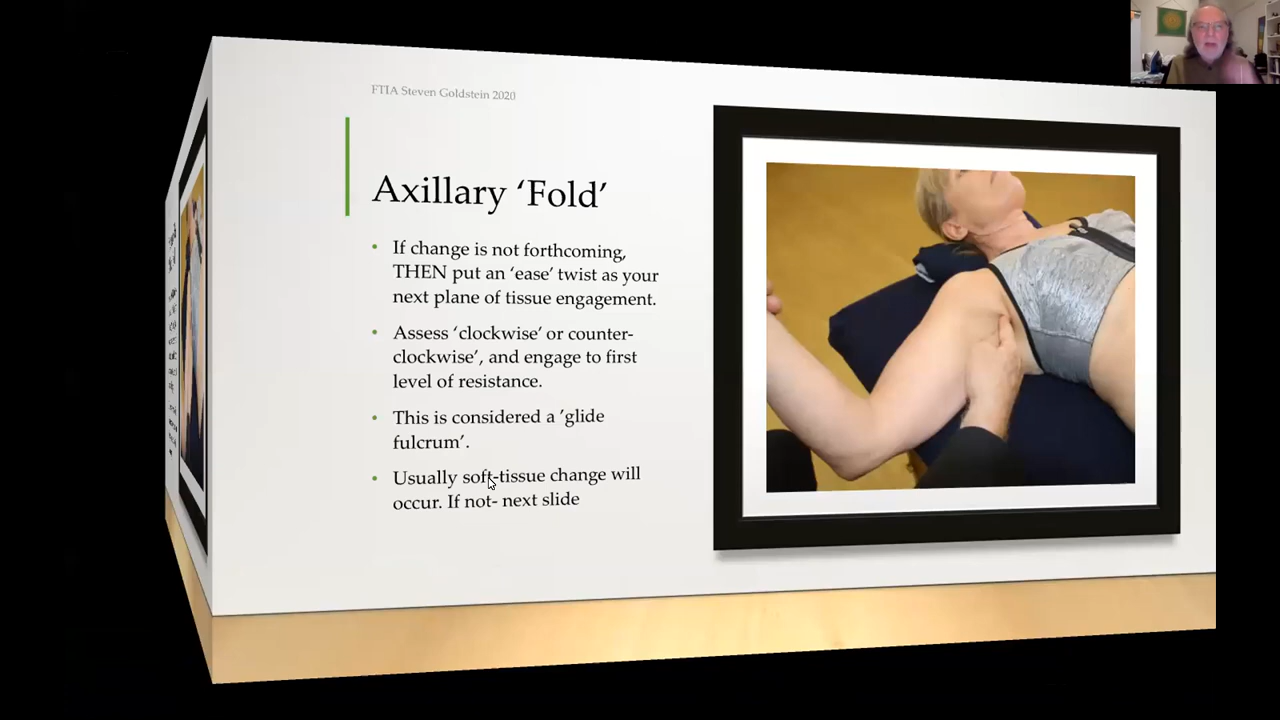 FTIA Steven Goldstein 2020
Axillary ‘Fold’
• If change is not forthcoming,
THEN put an ‘ease’ twist as your
next plane of tissue engagement.
• Assess ‘clockwise’ or counter-
clockwise’, and engage to first
level of resistance.
• This is considered a ‘glide
fulcrum’.
• Usually soft-tissue change will
occur. If not- next slide